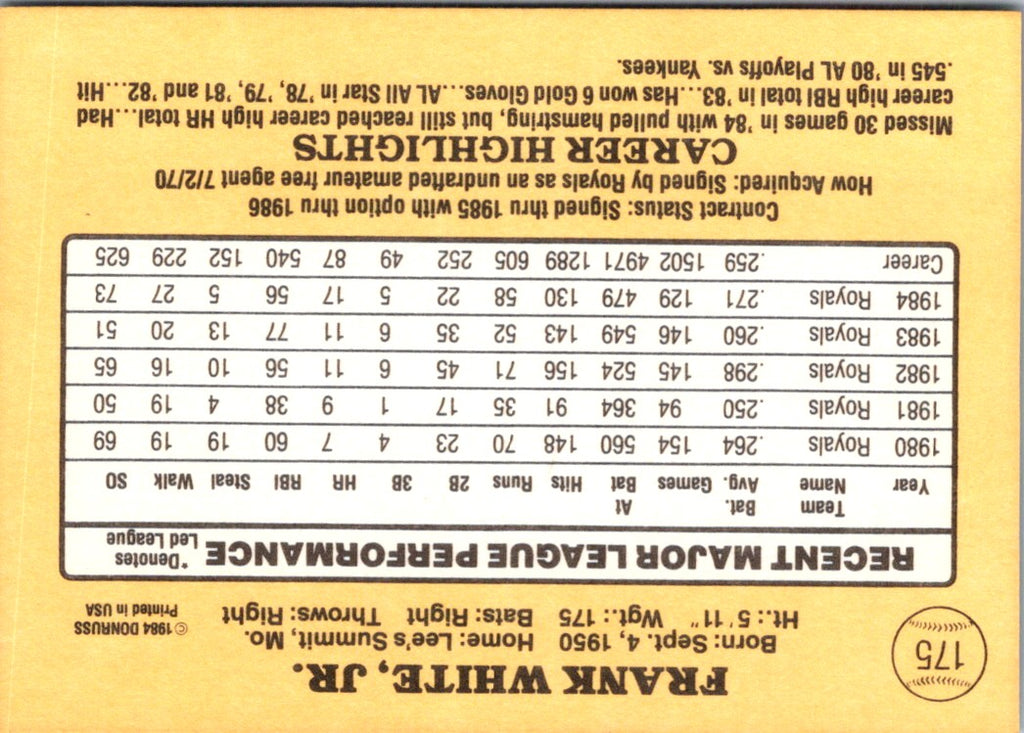 175
FRANK WHITE, JR.
Born: Sept. 4, 1950 Home: Lee's Summit, Mo.
Ht.: 5'11" Wgt.: 175 Bats: Right Throws: Right
© 1984 DONRUSS
Printed in USA
RECENT MAJOR LEAGUE PERFORMANCE *Denotes Led League
Year Team Name Bat. Avg. Games At Bat Hits Runs 2B 3B HR RBI Steal Walk SO
1980 Royals .264 154 560 148 70 23 4 7 60 19 19 69
1981 Royals .250 94 364 91 35 17 1 9 38 4 19 50
1982 Royals .298 145 524 156 71 45 6 11 56 10 16 65
1983 Royals .260 146 549 143 52 35 6 11 77 13 20 51
1984 Royals .271 129 479 130 58 22 5 17 56 5 27 73
Career .259 1502 4971 1289 605 252 49 87 540 152 229 625
Contract Status: Signed thru 1985 with option thru 1986
How Acquired: Signed by Royals as an undrafted amateur free agent 7/2/70
CAREER HIGHLIGHTS
Missed 30 games in '84 with pulled hamstring, but still reached career high HR total...Had
career high RBI total in '83...Has won 6 Gold Gloves...AL All Star in '78, '79, '81 and '82...Hit
.545 in '80 AL Playoffs vs. Yankees.